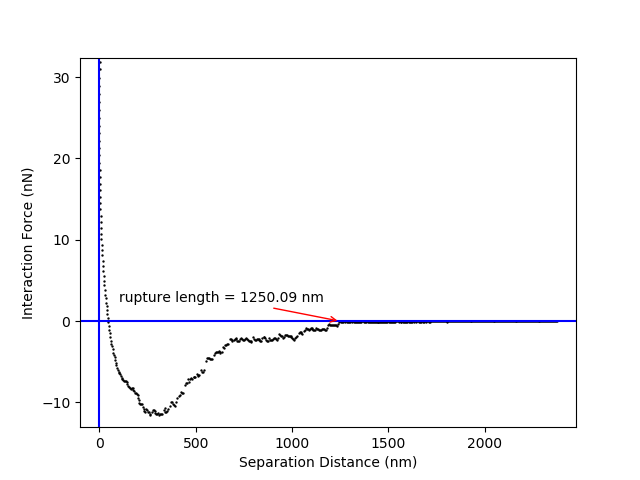 30
20
10
0
−10
Interaction Force (nN)
rupture length = 1250.09 nm
0 500 1000 1500 2000
Separation Distance (nm)